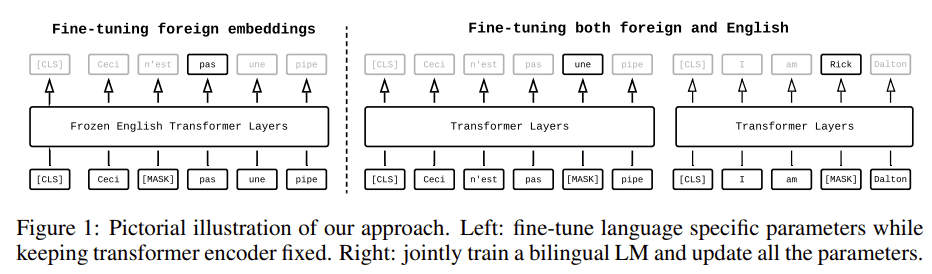 Fine-tuning foreign embeddings
Fine-tuning both foreign and English
[CLS] Ceci n'est pas une pipe
Frozen English Transformer Layers
[CLS] Ceci [MASK] pas une pipe
[CLS] Ceci n'est pas une pipe
Transformer Layers
[CLS] Ceci n'est pas [MASK] pipe
[CLS] I am Rick Dalton
Transformer Layers
[CLS] I am [MASK] Dalton
Figure 1: Pictorial illustration of our approach. Left: fine-tune language specific parameters while
keeping transformer encoder fixed. Right: jointly train a bilingual LM and update all the parameters.